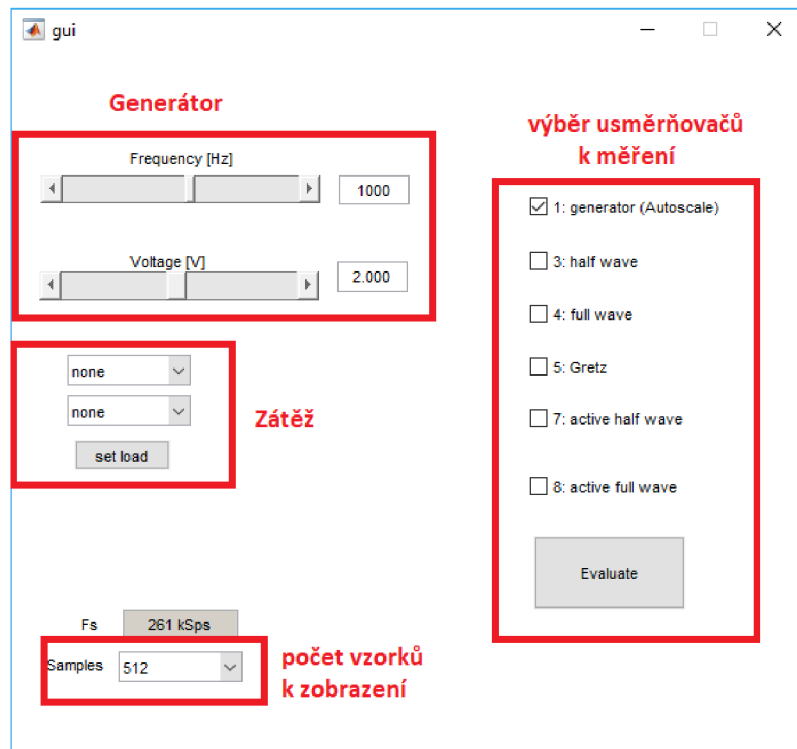 gui
Generátor
Frequency [Hz]
1000
Voltage [V]
2.000
none
none
set load
Zátěž
Fs
261 kSps
Samples
512
počet vzorků
k zobrazení
výběr usměrňovačů
k měření
1: generator (Autoscale)
3: half wave
4: full wave
5: Gretz
7: active half wave
8: active full wave
Evaluate